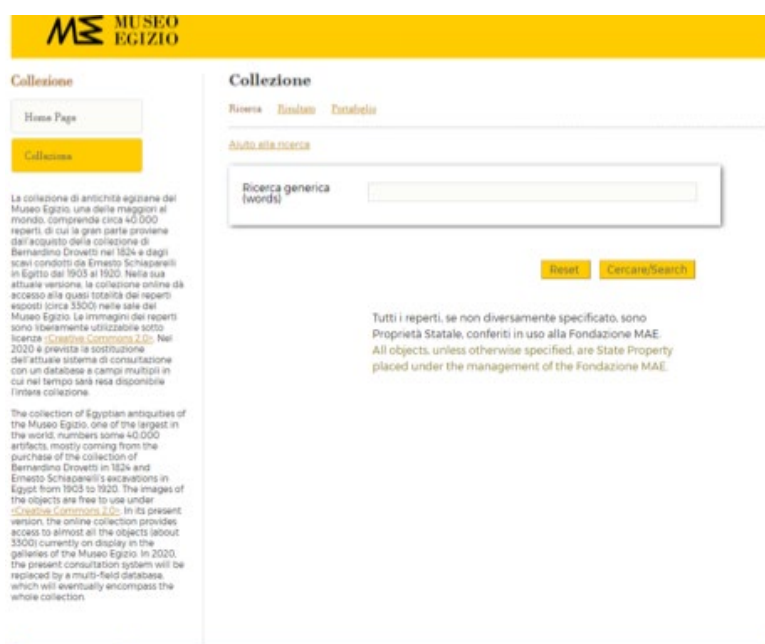 ME MUSEO
EGIZIO
Collezione
Home Page
Collezione
La collezione di antichità egiziane del
Museo Egizio, una delle maggiori al
mondo, comprende circa 40.000
reperti, di cui la gran parte proviene
dall'acquisto della collezione di
Bernardino Drovetti nel 1824 e dagli
scavi condotti da Ernesto Schiaparelli
in Egitto dal 1903 al 1920. Nella sua
attuale versione, la collezione online dà
accesso alla quasi totalità dei reperti
esposti (circa 3300) nelle sale del
Museo Egizio. Le immagini dei reperti
sono liberamente utilizzabile sotto
licenza <Creative Commons 2.0>. Nel
2020 è prevista la sostituzione
dell'attuale sistema di consultazione
con un database a campi multipli in
cui nel tempo sarà resa disponibile
l'intera collezione.
The collection of Egyptian antiquities of
the Museo Egizio, one of the largest in
the world, numbers some 40,000
artifacts, mostly coming from the
purchase of the collection of
Bernardino Drovetti in 1824 and
Ernesto Schiaparelli's excavations in
Egypt from 1903 to 1920. The images of
the objects are free to use under
<Creative Commons 2.0>. In its present
version, the online collection provides
access to almost all the objects (about
3300) currently on display in the
galleries of the Museo Egizio. In 2020,
the present consultation system will be
replaced by a multi-field database,
which will eventually encompass the
whole collection.
Collezione
Ricerca Risultato Portafoglio
Aiuto alla ricerca
Ricerca generica
(words)
Reset Cercare/Search
Tutti i reperti, se non diversamente specificato, sono
Proprietà Statale, conferiti in uso alla Fondazione MAE.
All objects, unless otherwise specified, are State Property
placed under the management of the Fondazione MAE.